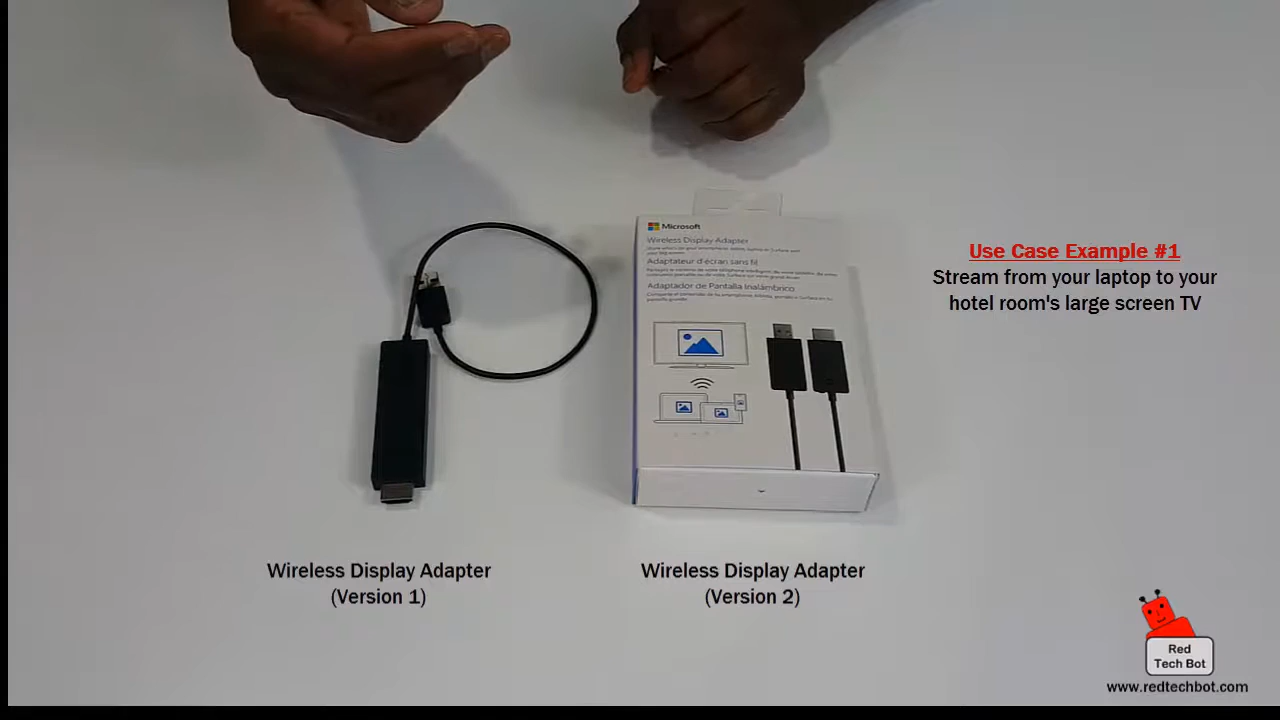 Microsoft
Wireless Display Adapter
Adaptateur d'écran sans fil
Adaptador de Pantalla Inalámbrico
Use Case Example #1
Stream from your laptop to your
hotel room's large screen TV
Wireless Display Adapter
(Version 1)
Wireless Display Adapter
(Version 2)
Red
Tech Bot
www.redtechbot.com